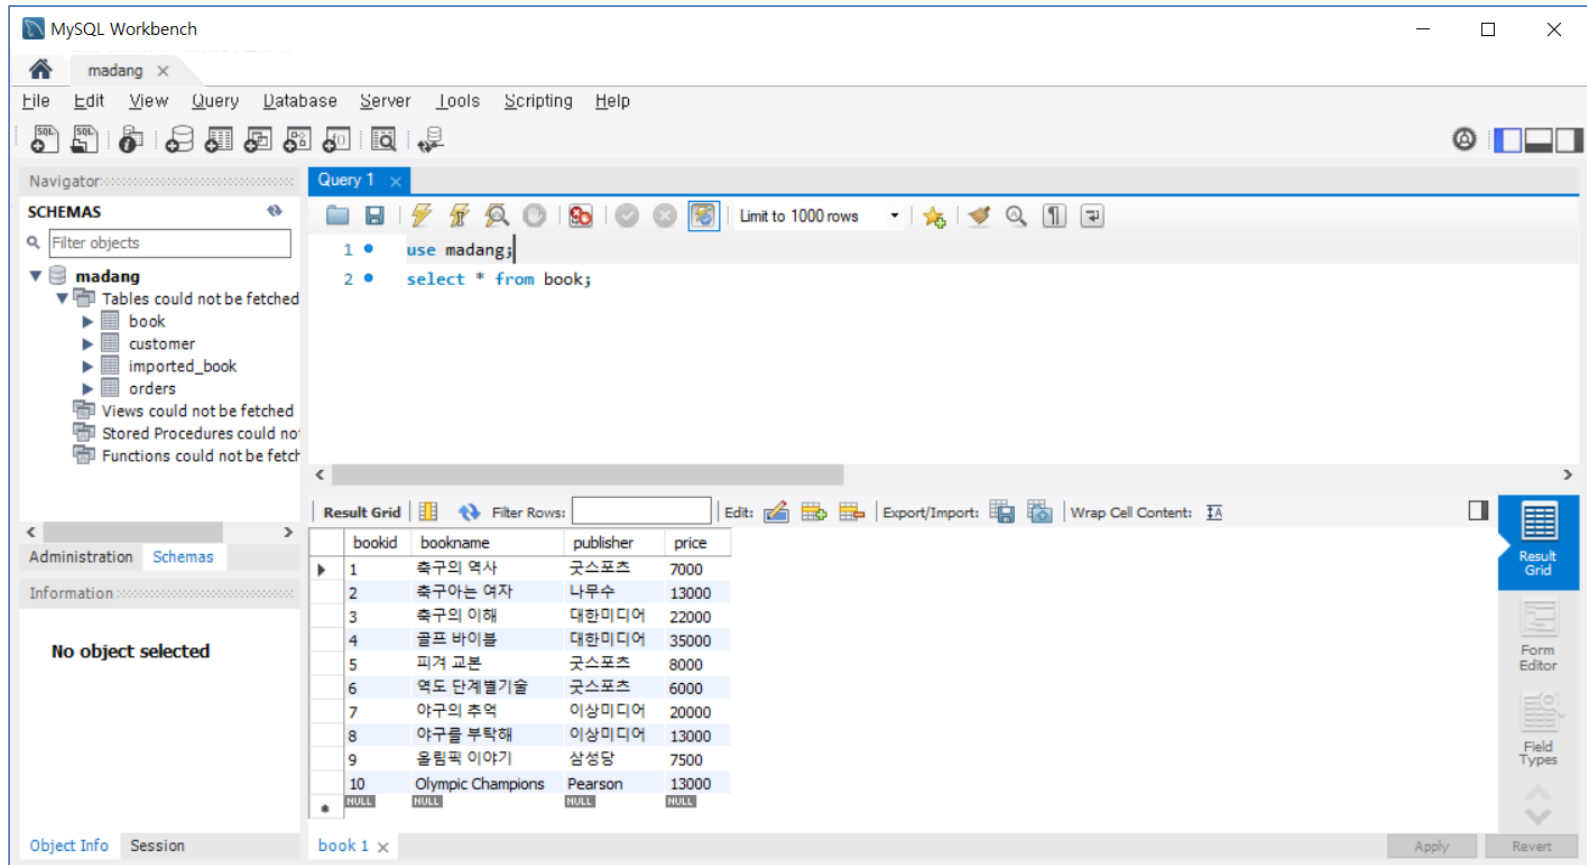 MySQL Workbench
madang
File Edit View Query Database Server Tools Scripting Help
Navigator
Query 1
SCHEMAS
Limit to 1000 rows
Filter objects
1 use madang;
2 select * from book;
madang
Tables could not be fetched
book
customer
imported_book
orders
Views could not be fetched
Stored Procedures could not
Functions could not be fetch
Result Grid Filter Rows: Edit: Export/Import: Wrap Cell Content:
Administration Schemas
Information
No object selected
bookid bookname publisher price
1 축구의 역사 굿스포츠 7000
2 축구아는 여자 나무수 13000
3 축구의 이해 대한미디어 22000
4 골프 바이블 대한미디어 35000
5 피겨 교본 굿스포츠 8000
6 역도 단계별기술 굿스포츠 6000
7 야구의 추억 이상미디어 20000
8 야구를 부탁해 이상미디어 13000
9 올림픽 이야기 삼성당 7500
10 Olympic Champions Pearson 13000
NULL NULL NULL NULL
Result
Grid
Form
Editor
Field
Types
Object Info Session
book 1
Apply Revert